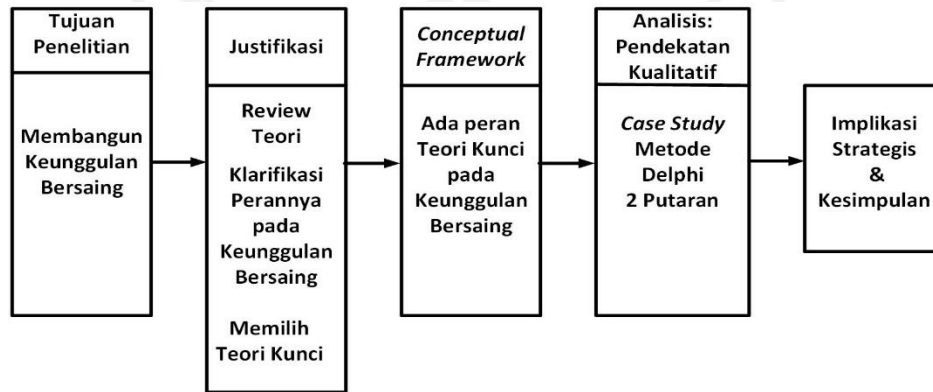 Tujuan
Penelitian
Membangun
Keunggulan
Bersaing
Justifikasi
Review
Teori
Klarifikasi
Perannya
pada
Keunggulan
Bersaing
Memilih
Teori Kunci
Conceptual
Framework
Ada peran
Teori Kunci
pada
Keunggulan
Bersaing
Analisis:
Pendekatan
Kualitatif
Case Study
Metode
Delphi
2 Putaran
Implikasi
Strategis
&
Kesimpulan